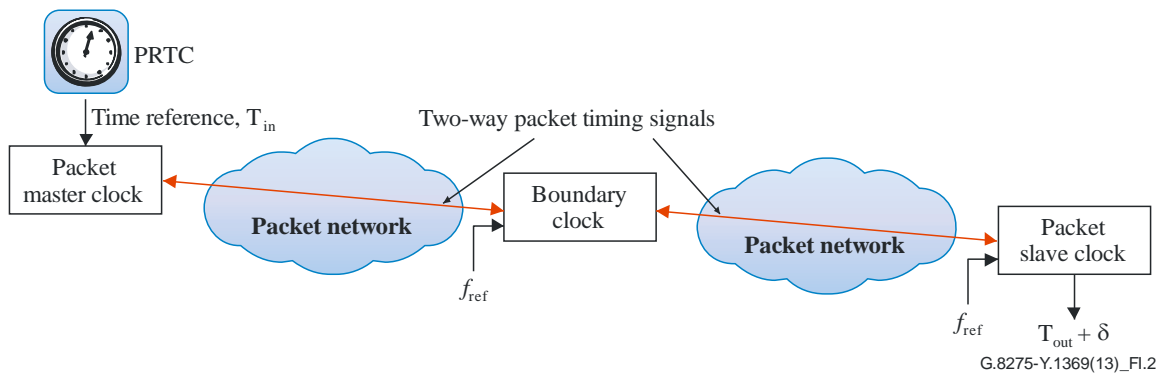 PRTC
Time reference, T_in
Two-way packet timing signals
Packet
master clock
Packet network
Boundary
clock
Packet network
Packet
slave clock
f_ref
f_ref
T_out + δ
G.8275-Y.1369(13)_FI.2